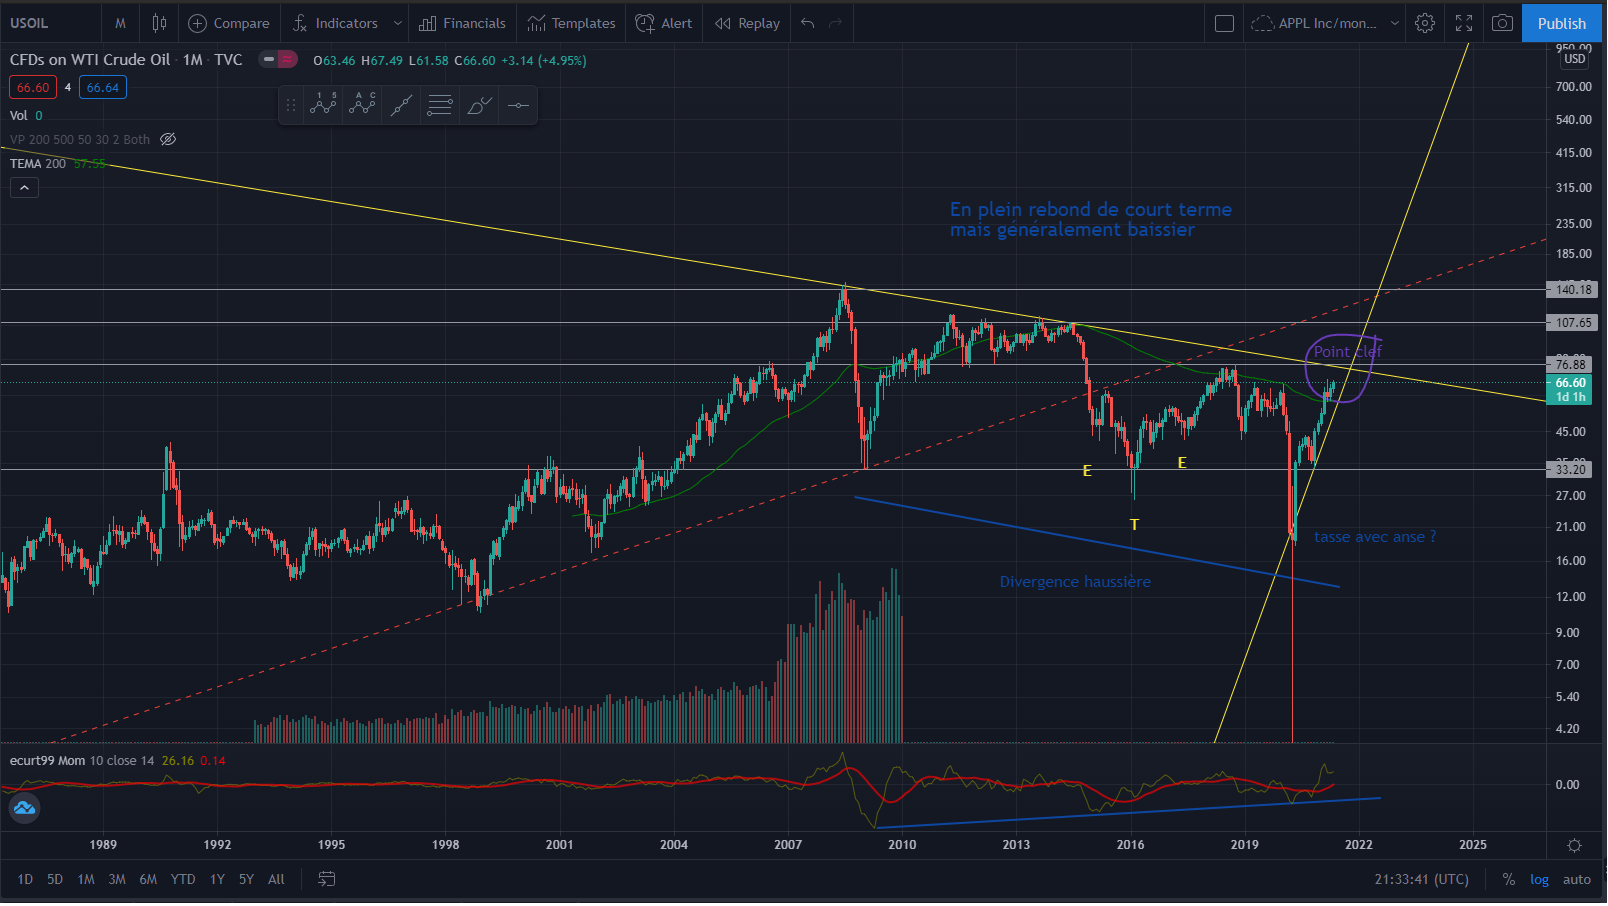 USOIL M Compare Indicators Financials Templates Alert Replay APPL Inc/mon... Publish
CFDs on WTI Crude Oil · 1M · TVC O63.46 H67.49 L61.58 C66.60 +3.14 (+4.95%)
66.60 4 66.64
Vol 0
VP 200 500 50 30 2 Both
TEMA 200 57.55
1 5 A C
950.00
USD
700.00
540.00
415.00
315.00
235.00
185.00
140.18
107.65
76.88
66.60
1d 1h
45.00
33.20
27.00
21.00
16.00
12.00
9.00
7.00
5.40
4.20
En plein rebond de court terme
mais généralement baissier
Point clef
E
E
T
tasse avec anse ?
Divergence haussière
ecurt99 Mom 10 close 14 26.16 0.14
0.00
1989 1992 1995 1998 2001 2004 2007 2010 2013 2016 2019 2022 2025
1D 5D 1M 3M 6M YTD 1Y 5Y All 21:33:41 (UTC) % log auto